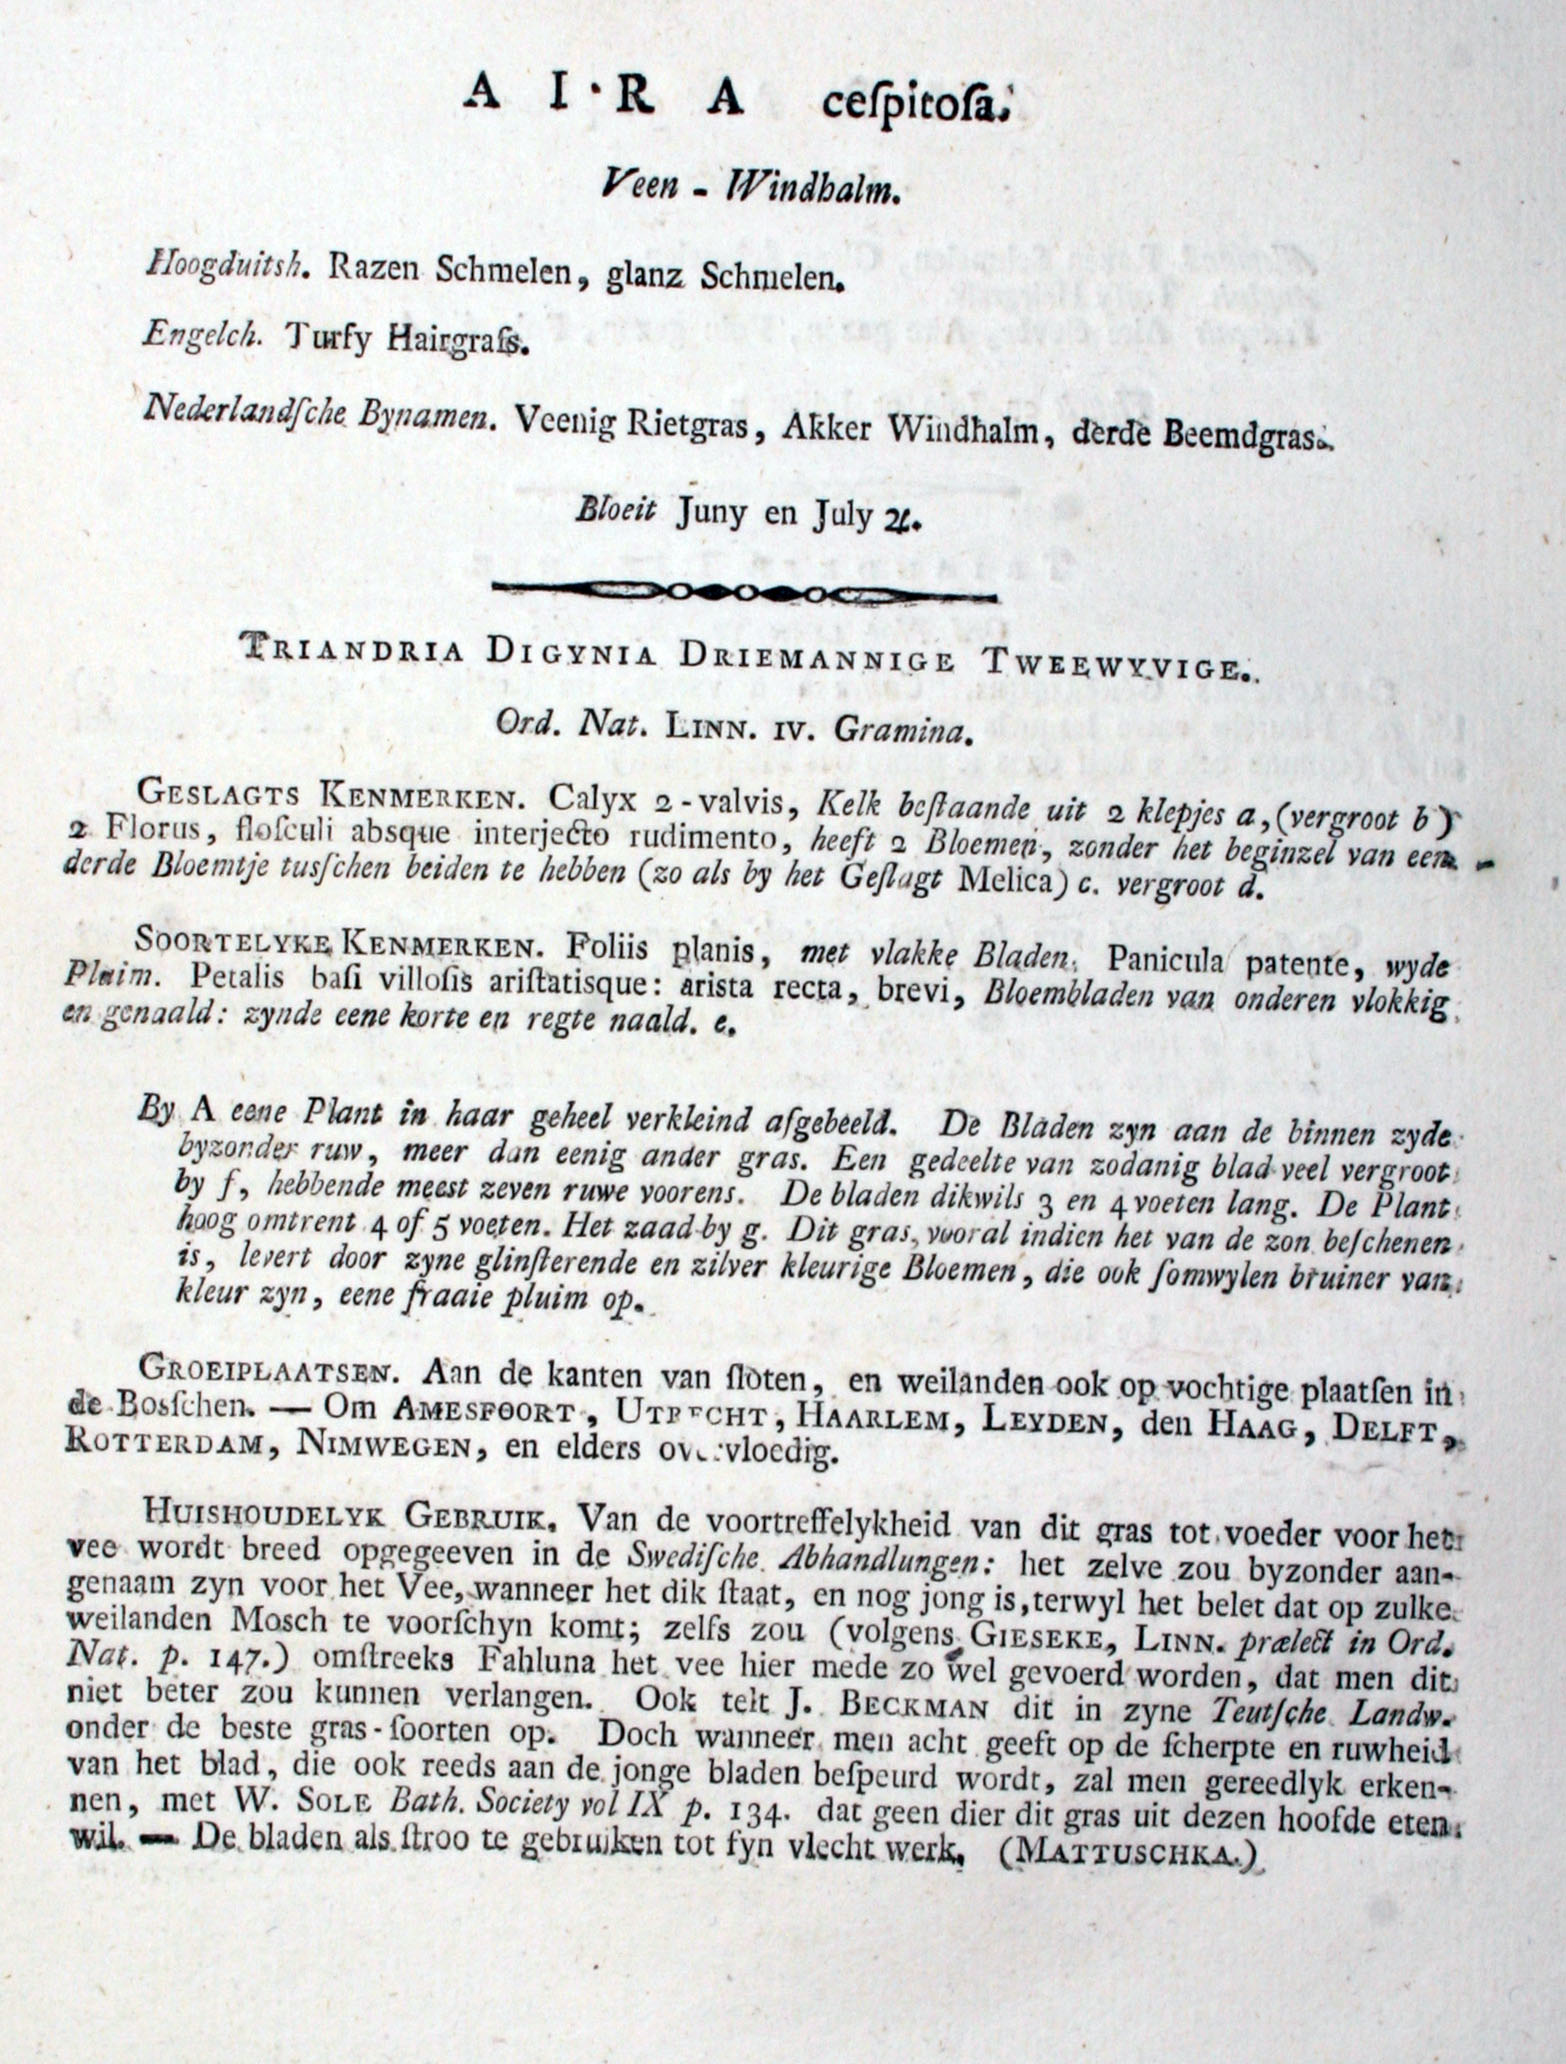 AIRA ceſpitoſa.
Veen - Windhalm.
Hoogduitsh. Razen Schmelen, glanz Schmelen.
Engelch. Turfy Hairgraſs.
Nederlandſche Bynamen. Veenig Rietgras, Akker Windhalm, derde Beemdgras.
Bloeit Juny en July ♃.
TRIANDRIA DIGYNIA DRIEMANNIGE TWEEWYVIGE.
Ord. Nat. LINN. IV. Gramina.
GESLAGTS KENMERKEN. Calyx 2-valvis, Kelk beſtaande uit 2 klepjes a, (vergroot b)
2 Florus, floſculi absque interjecto rudimento, heeft 2 Bloemen, zonder het beginzel van een
derde Bloemtje tusſchen beiden te hebben (zo als by het Geſlagt Melica) c. vergroot d.
SOORTELYKE KENMERKEN. Foliis planis, met vlakke Bladen. Panicula patente, wyde
Pluim. Petalis baſi villoſis ariſtatisque: arista recta, brevi, Bloembladen van onderen vlokkig
en genaald: zynde eene korte en regte naald. e.
By A eene Plant in haar geheel verkleind afgebeeld. De Bladen zyn aan de binnen zyde
byzonder ruw, meer dan eenig ander gras. Een gedeelte van zodanig blad veel vergroot
by f, hebbende meest zeven ruwe voorens. De bladen dikwils 3 en 4 voeten lang. De Plant
hoog omtrent 4 of 5 voeten. Het zaad by g. Dit gras, vooral indien het van de zon beſchenen
is, levert door zyne glinſterende en zilver kleurige Bloemen, die ook ſomwylen bruiner van
kleur zyn, eene fraaie pluim op.
GROEIPLAATSEN. Aan de kanten van ſloten, en weilanden ook op vochtige plaatſen in
de Bosſchen. — Om AMESFOORT, UTRECHT, HAARLEM, LEYDEN, den HAAG, DELFT,
ROTTERDAM, NIMWEGEN, en elders overvloedig.
HUISHOUDELYK GEBRUIK. Van de voortreffelykheid van dit gras tot voeder voor het
vee wordt breed opgegeeven in de Swediſche Abhandlungen: het zelve zou byzonder aan-
genaam zyn voor het Vee, wanneer het dik ſtaat, en nog jong is, terwyl het belet dat op zulke
weilanden Mosch te voorſchyn komt; zelfs zou (volgens GIESEKE, LINN. prælect in Ord.
Nat. p. 147.) omſtreeks Fahluna het vee hier mede zo wel gevoerd worden, dat men dit
niet beter zou kunnen verlangen. Ook telt J. BECKMAN dit in zyne Teutſche Landw.
onder de beste gras-ſoorten op. Doch wanneer men acht geeft op de ſcherpte en ruwheid
van het blad, die ook reeds aan de jonge bladen beſpeurd wordt, zal men gereedlyk erken-
nen, met W. SOLE Bath. Society vol IX p. 134. dat geen dier dit gras uit dezen hoofde eten
wil. — De bladen als ſtroo te gebruiken tot fyn vlecht werk. (MATTUSCHKA.)